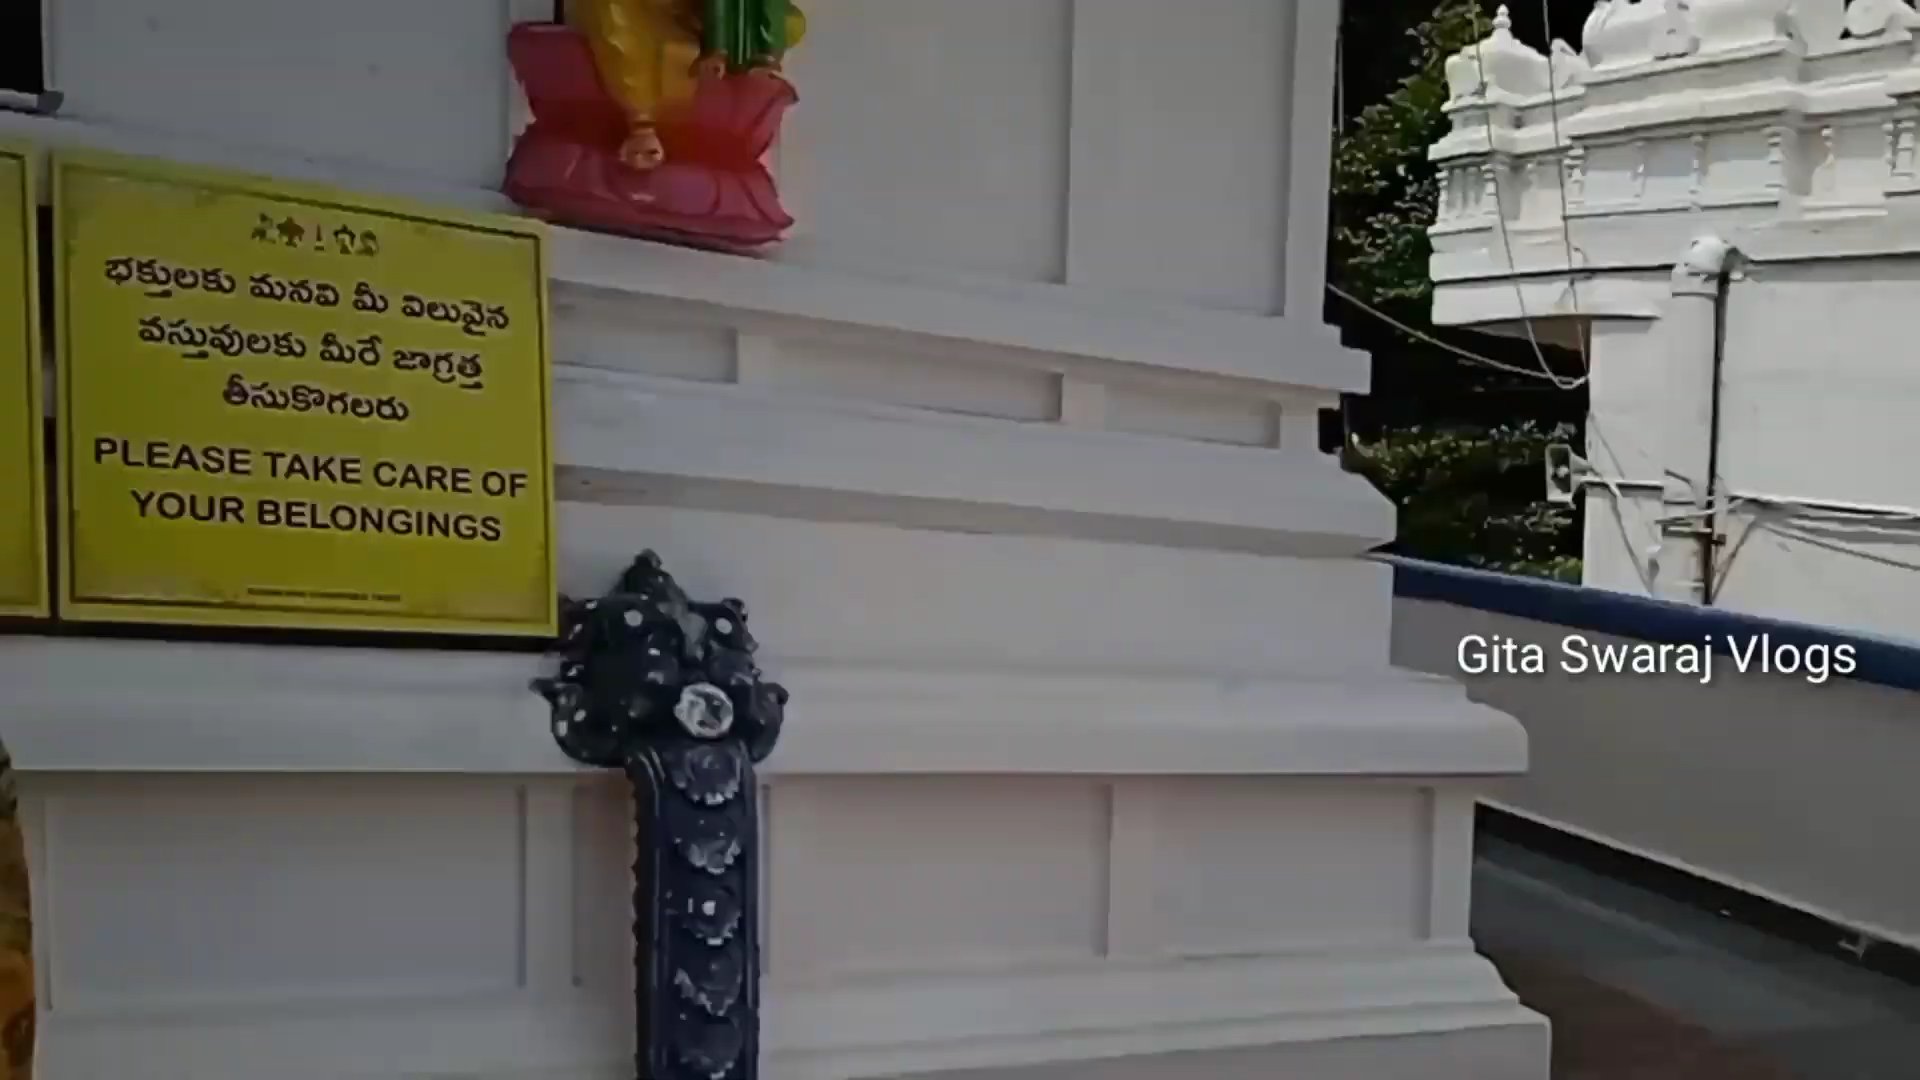 భక్తులకు మనవి మీ విలువైన
వస్తువులకు మీరే జాగ్రత్త
తీసుకొగలరు
PLEASE TAKE CARE OF
YOUR BELONGINGS
Gita Swaraj Vlogs